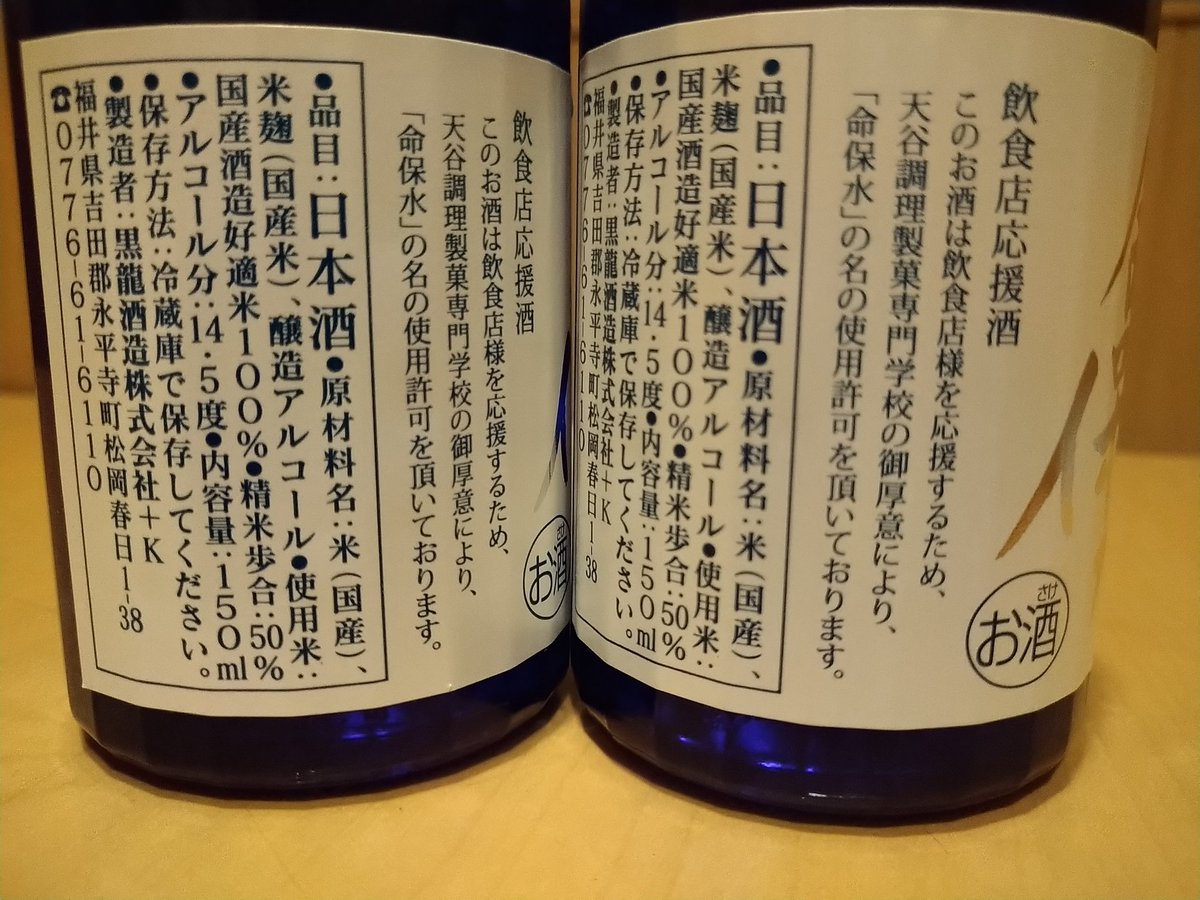 飲食店応援酒
このお酒は飲食店様を応援するため、
天谷調理製菓専門学校の御厚意により、
「命保水」の名の使用許可を頂いております。
お酒
さけ
●品目：日本酒●原材料名：米（国産）、
米麹（国産米）、醸造アルコール●使用米：
国産酒造好適米100%●精米歩合：50%
●アルコール分：14.5度●内容量：150ml
●保存方法：冷蔵庫で保存してください。
●製造者：黒龍酒造株式会社＋K
福井県吉田郡永平寺町松岡春日1-38
☎0776-61-6110
飲食店応援酒
このお酒は飲食店様を応援するため、
天谷調理製菓専門学校の御厚意により、
「命保水」の名の使用許可を頂いております。
お酒
さけ
●品目：日本酒●原材料名：米（国産）、
米麹（国産米）、醸造アルコール●使用米：
国産酒造好適米100%●精米歩合：50%
●アルコール分：14.5度●内容量：150ml
●保存方法：冷蔵庫で保存してください。
●製造者：黒龍酒造株式会社＋K
福井県吉田郡永平寺町松岡春日1-38
☎0776-61-6110